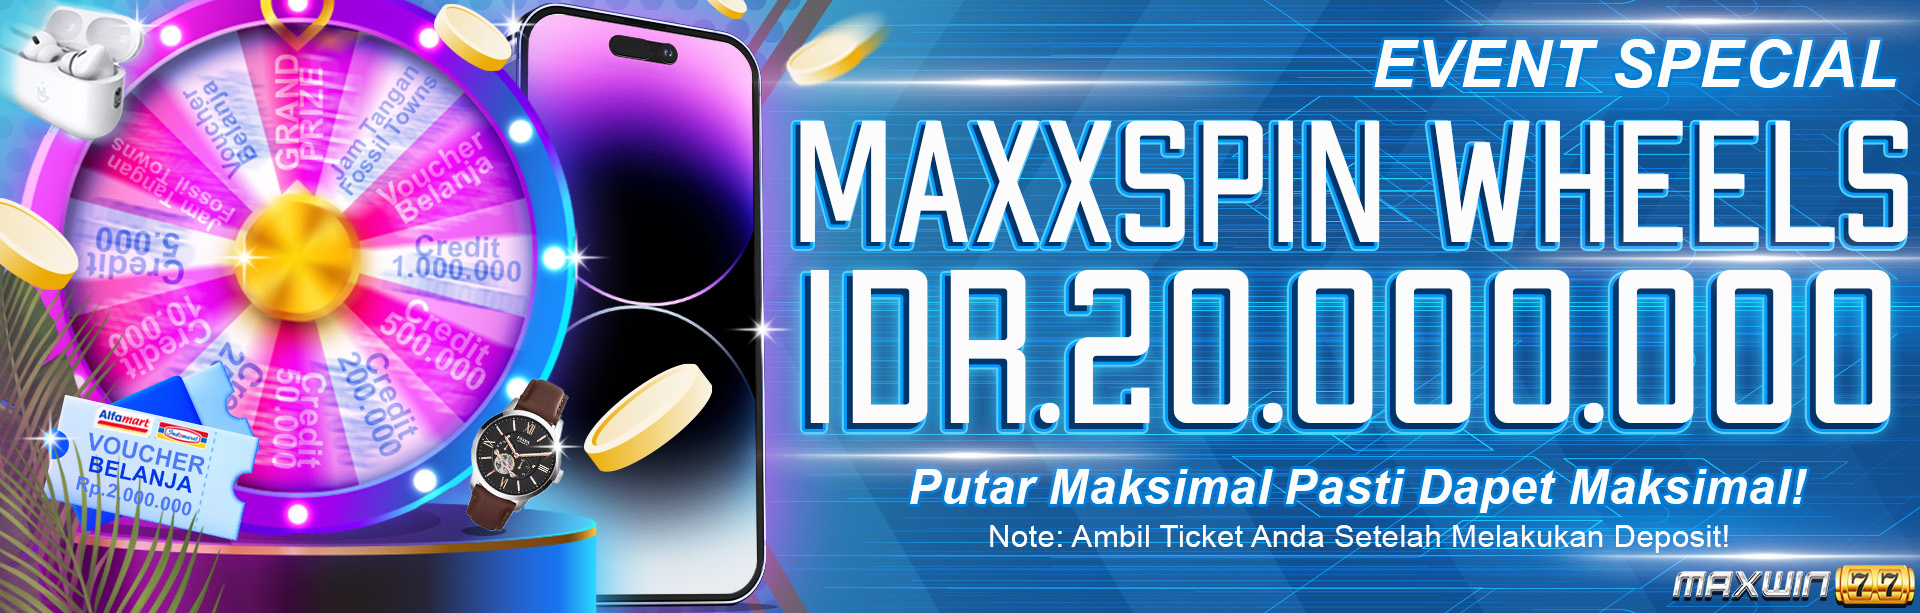 EVENT SPECIAL
MAXXSPIN WHEELS
IDR.20.000.000
Putar Maksimal Pasti Dapet Maksimal!
Note: Ambil Ticket Anda Setelah Melakukan Deposit!
MAXWIN77
GRAND
PRIZE
Jam Tangan
Fossil Towns
Voucher
Belanja
Credit
1.000.000
Credit
500.000
Credit
200.000
Credit
50.000
Credit
10.000
Credit
5.000
Jam Tangan
Fossil Towns
Voucher
Belanja
Alfamart
Indomaret
VOUCHER
BELANJA
Rp.2.000.000